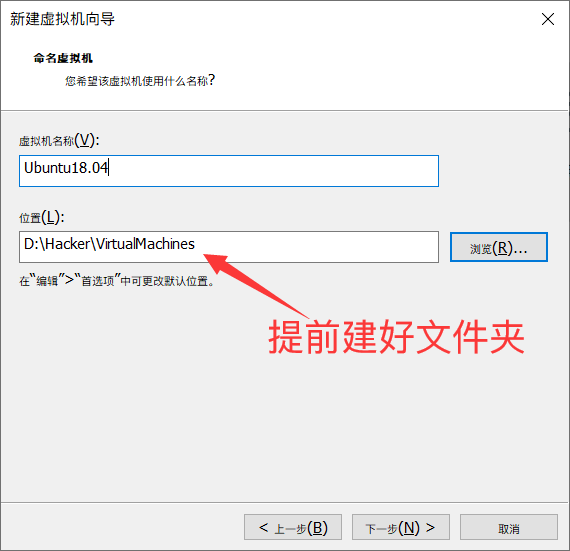 新建虚拟机向导
命名虚拟机
您希望该虚拟机使用什么名称?
虚拟机名称(V):
Ubuntu18.04
位置(L):
D:\Hacker\VirtualMachines
浏览(R)...
在“编辑”>“首选项”中可更改默认位置。
提前建好文件夹
< 上一步(B)
下一步(N) >
取消